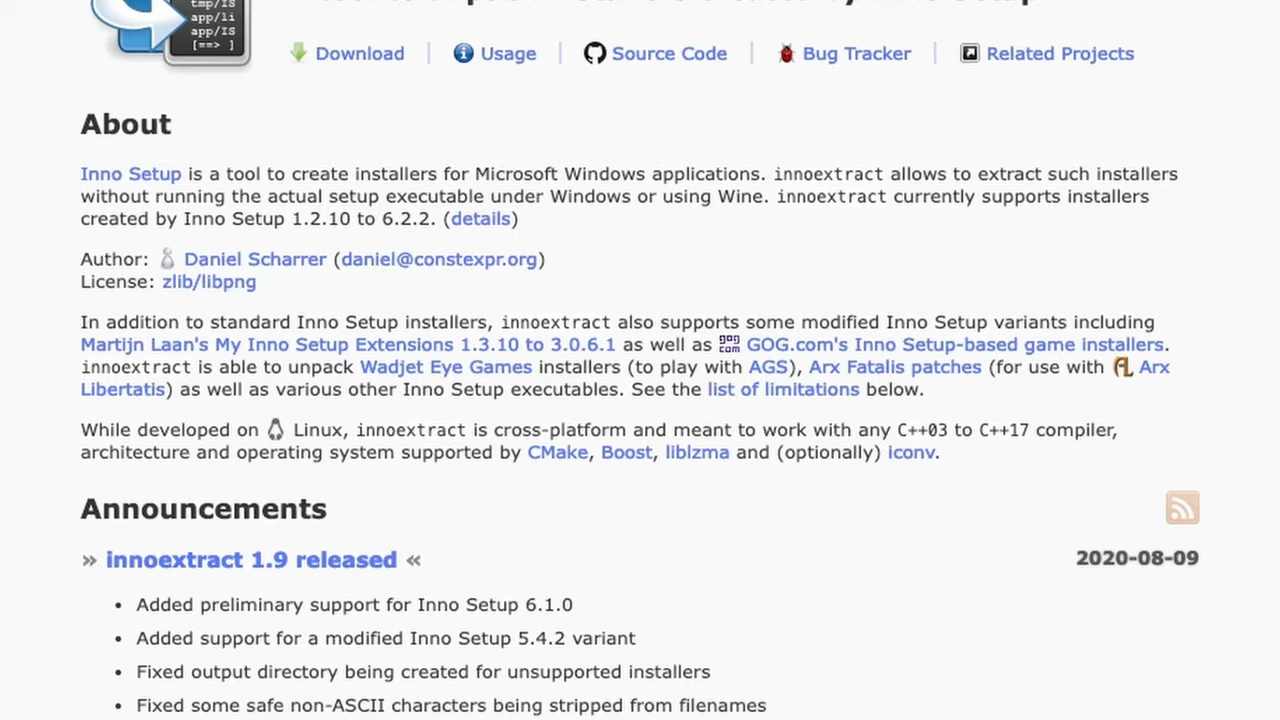 tmp/IS
app/li
app/IS
[==> ]
Download
Usage
Source Code
Bug Tracker
Related Projects
About
Inno Setup is a tool to create installers for Microsoft Windows applications. innoextract allows to extract such installers
without running the actual setup executable under Windows or using Wine. innoextract currently supports installers
created by Inno Setup 1.2.10 to 6.2.2. (details)
Author: Daniel Scharrer (daniel@constexpr.org)
License: zlib/libpng
In addition to standard Inno Setup installers, innoextract also supports some modified Inno Setup variants including
Martijn Laan's My Inno Setup Extensions 1.3.10 to 3.0.6.1 as well as gog com GOG.com's Inno Setup-based game installers.
innoextract is able to unpack Wadjet Eye Games installers (to play with AGS), Arx Fatalis patches (for use with AL Arx
Libertatis) as well as various other Inno Setup executables. See the list of limitations below.
While developed on Linux, innoextract is cross-platform and meant to work with any C++03 to C++17 compiler,
architecture and operating system supported by CMake, Boost, liblzma and (optionally) iconv.
Announcements
» innoextract 1.9 released «
2020-08-09
• Added preliminary support for Inno Setup 6.1.0
• Added support for a modified Inno Setup 5.4.2 variant
• Fixed output directory being created for unsupported installers
• Fixed some safe non-ASCII characters being stripped from filenames